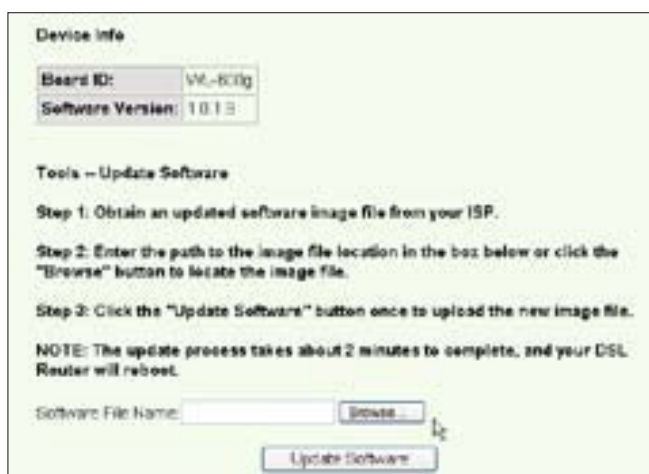 Device Info
Board ID: WL-600g
Software Version: 1.0.1.3
Tools -- Update Software
Step 1: Obtain an updated software image file from your ISP.
Step 2: Enter the path to the image file location in the box below or click the
"Browse" button to locate the image file.
Step 3: Click the "Update Software" button once to upload the new image file.
NOTE: The update process takes about 2 minutes to complete, and your DSL
Router will reboot.
Software File Name: Browse...
Update Software